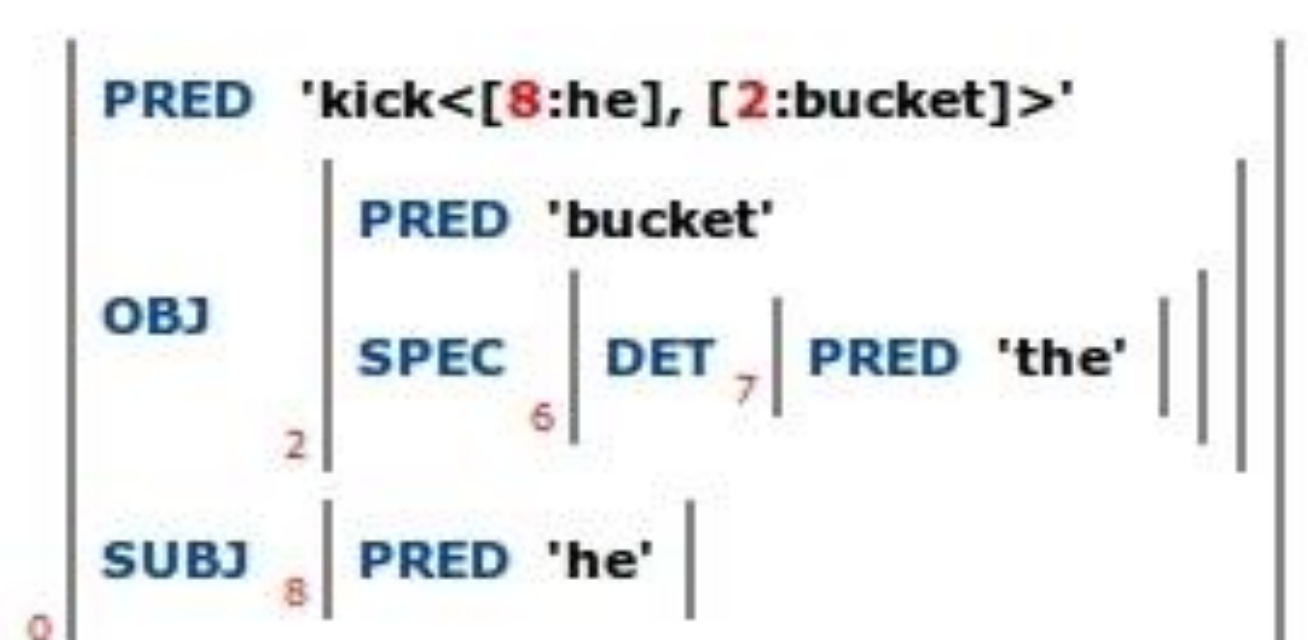 PRED 'kick<[8:he], [2:bucket]>'
PRED 'bucket'
OBJ
SPEC 6 DET 7 PRED 'the'
2
SUBJ 8 PRED 'he'
0